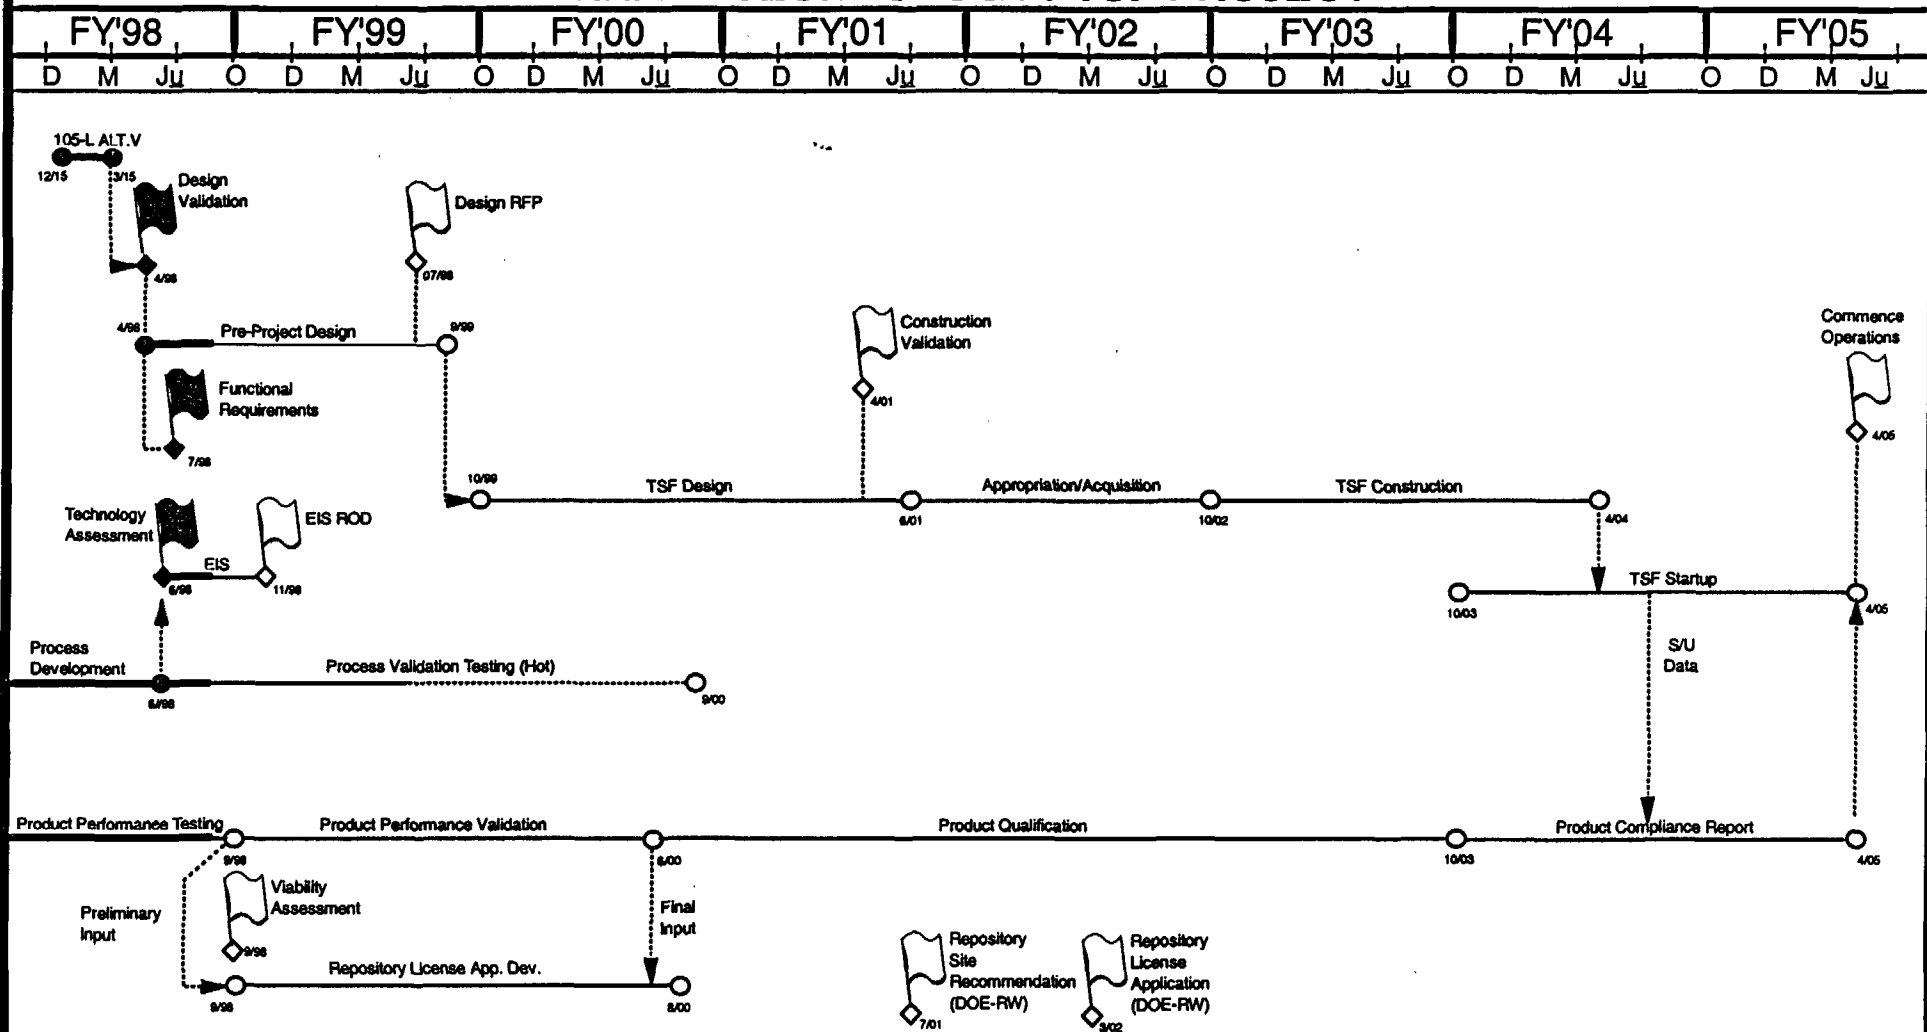 FY'98 FY'99 FY'00 FY'01 FY'02 FY'03 FY'04 FY'05
D M Ju O D M Ju O D M Ju O D M Ju O D M Ju O D M Ju O D M Ju O D M Ju
105-L ALT.V
12/15 3/15
Design
Validation
Design RFP
4/98
07/98
Construction
Validation
Commence
Operations
4/98 Pre-Project Design 9/99
Functional
Requirements
4/01
4/05
7/98
10/99 TSF Design Appropriation/Acquisition TSF Construction
6/01 10/02 4/04
Technology
Assessment
EIS ROD
EIS
6/98 11/98
TSF Startup
10/03 4/05
Process
Development
Process Validation Testing (Hot)
S/U
Data
6/98 9/00
Product Performance Testing Product Performance Validation Product Qualification Product Compliance Report
9/98 6/00 10/03 4/05
Viability
Assessment
Preliminary
Input
Final
Input
9/98
Repository License App. Dev.
9/98 8/00
Repository
Site
Recommendation
(DOE-RW)
7/01
Repository
License
Application
(DOE-RW)
3/02